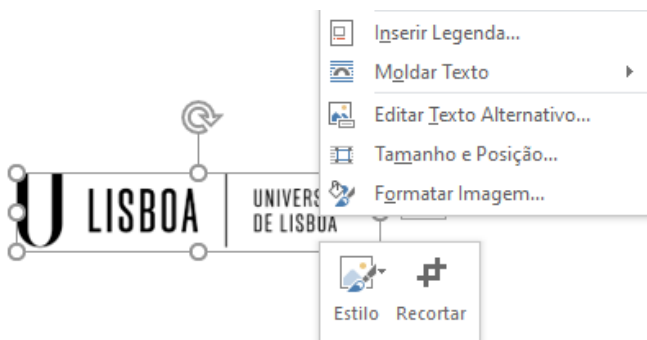 Inserir Legenda...
Moldar Texto
Editar Texto Alternativo...
Tamanho e Posição...
Formatar Imagem...
U LISBOA
UNIVERS
DE LISBOA
Estilo
Recortar